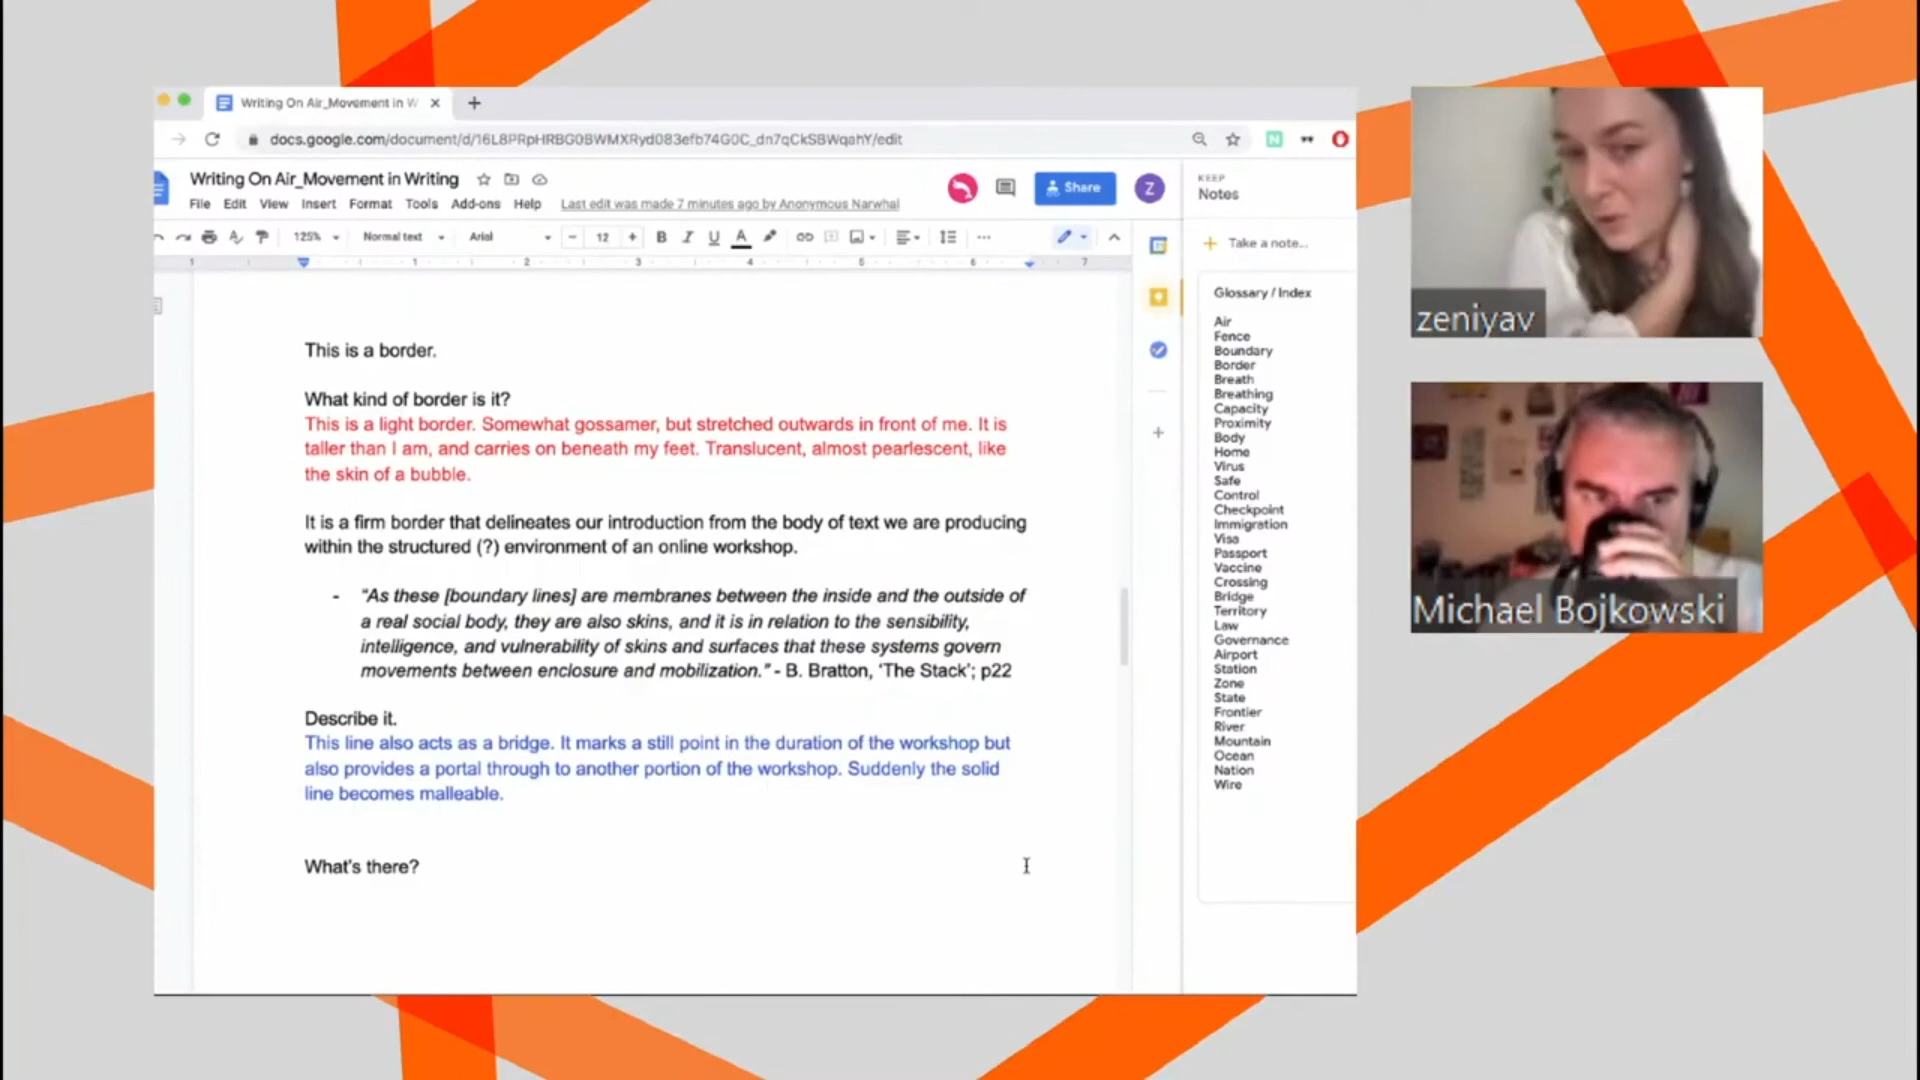 Writing On Air_Movement in W
docs.google.com/document/d/16L8PRpHRBG0BWMXRyd083efb74G0C_dn7qCkSBWqahY/edit
Writing On Air_Movement in Writing
Share
Z
File Edit View Insert Format Tools Add-ons Help Last edit was made 7 minutes ago by Anonymous Narwhal
125% Normal text Arial 12 B I U A
1 1 2 3 4 5 6 7
This is a border.
What kind of border is it?
This is a light border. Somewhat gossamer, but stretched outwards in front of me. It is
taller than I am, and carries on beneath my feet. Translucent, almost pearlescent, like
the skin of a bubble.
It is a firm border that delineates our introduction from the body of text we are producing
within the structured (?) environment of an online workshop.
- "As these [boundary lines] are membranes between the inside and the outside of
a real social body, they are also skins, and it is in relation to the sensibility,
intelligence, and vulnerability of skins and surfaces that these systems govern
movements between enclosure and mobilization." - B. Bratton, 'The Stack'; p22
Describe it.
This line also acts as a bridge. It marks a still point in the duration of the workshop but
also provides a portal through to another portion of the workshop. Suddenly the solid
line becomes malleable.
What's there?
KEEP
Notes
Take a note...
Glossary / Index
Air
Fence
Boundary
Border
Breath
Breathing
Capacity
Proximity
Body
Home
Virus
Safe
Control
Checkpoint
Immigration
Visa
Passport
Vaccine
Crossing
Bridge
Territory
Law
Governance
Airport
Station
Zone
State
Frontier
River
Mountain
Ocean
Nation
Wire
zeniyav
Michael Bojkowski